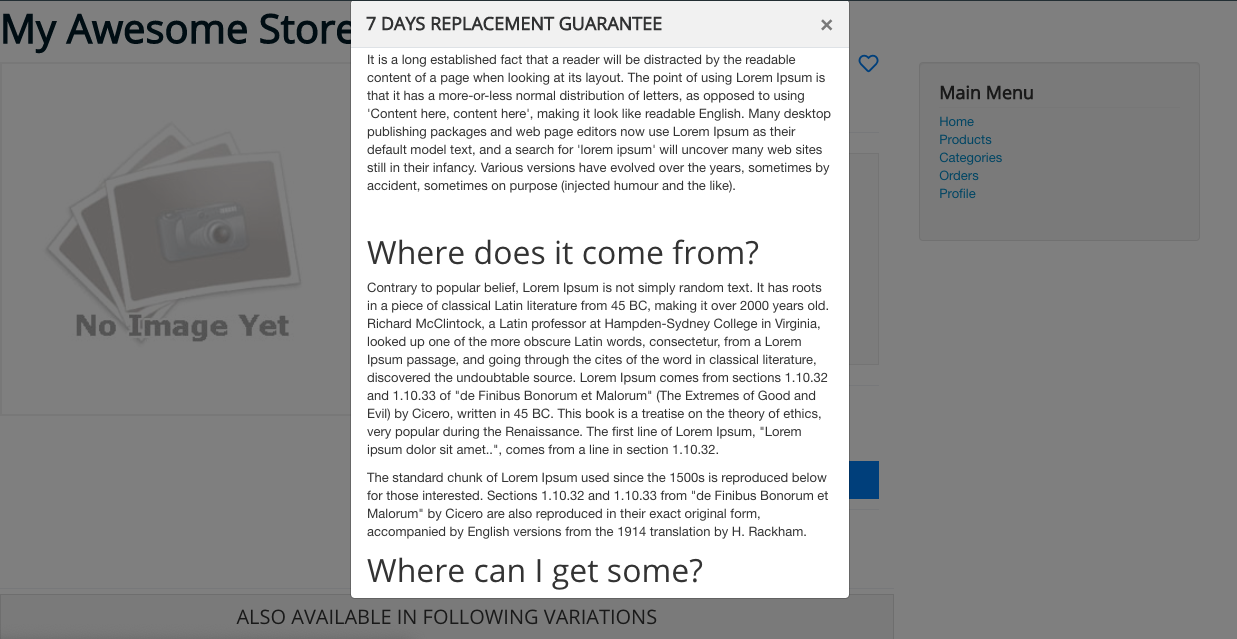 My Awesome Store
7 DAYS REPLACEMENT GUARANTEE ×
It is a long established fact that a reader will be distracted by the readable
content of a page when looking at its layout. The point of using Lorem Ipsum is
that it has a more-or-less normal distribution of letters, as opposed to using
'Content here, content here', making it look like readable English. Many desktop
publishing packages and web page editors now use Lorem Ipsum as their
default model text, and a search for 'lorem ipsum' will uncover many web sites
still in their infancy. Various versions have evolved over the years, sometimes by
accident, sometimes on purpose (injected humour and the like).
Where does it come from?
Contrary to popular belief, Lorem Ipsum is not simply random text. It has roots
in a piece of classical Latin literature from 45 BC, making it over 2000 years old.
Richard McClintock, a Latin professor at Hampden-Sydney College in Virginia,
looked up one of the more obscure Latin words, consectetur, from a Lorem
Ipsum passage, and going through the cites of the word in classical literature,
discovered the undoubtable source. Lorem Ipsum comes from sections 1.10.32
and 1.10.33 of "de Finibus Bonorum et Malorum" (The Extremes of Good and
Evil) by Cicero, written in 45 BC. This book is a treatise on the theory of ethics,
very popular during the Renaissance. The first line of Lorem Ipsum, "Lorem
ipsum dolor sit amet..", comes from a line in section 1.10.32.
The standard chunk of Lorem Ipsum used since the 1500s is reproduced below
for those interested. Sections 1.10.32 and 1.10.33 from "de Finibus Bonorum et
Malorum" by Cicero are also reproduced in their exact original form,
accompanied by English versions from the 1914 translation by H. Rackham.
Where can I get some?
No Image Yet
Main Menu
Home
Products
Categories
Orders
Profile
ALSO AVAILABLE IN FOLLOWING VARIATIONS